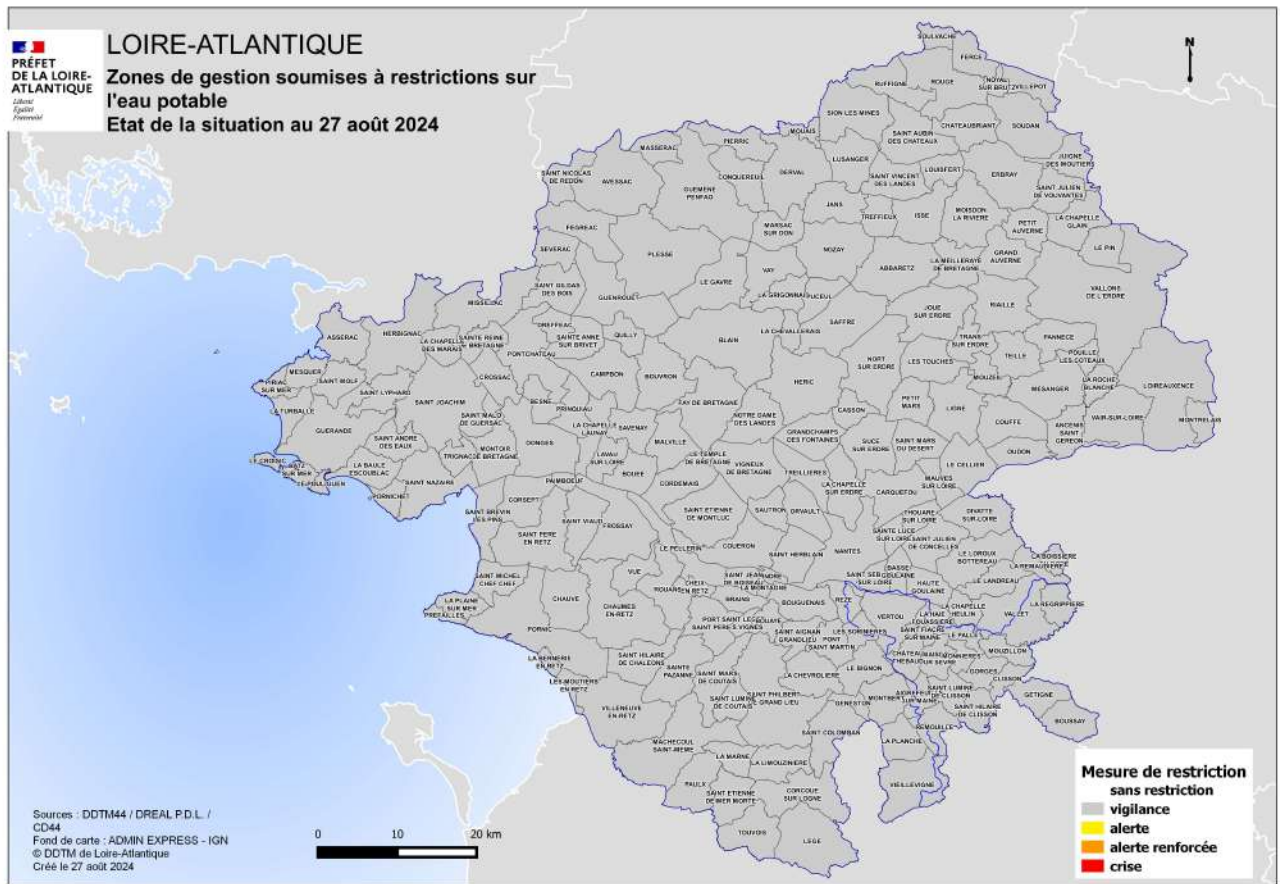 PRÉFET
DE LA LOIRE-
ATLANTIQUE
Liberté
Égalité
Fraternité
LOIRE-ATLANTIQUE
Zones de gestion soumises à restrictions sur
l'eau potable
Etat de la situation au 27 août 2024
N
SOULVACHE
FERCE
RUFFIGNE
ROUGE
NOYAL
SUR BRUTZ
VILLEPOT
SION LES MINES
CHATEAUBRIANT
SOUDAN
MOUAIS
SAINT AUBIN
DES CHATEAUX
PIERRIC
MASSERAC
LUSANGER
JUIGNE
DES MOUTIERS
SAINT NICOLAS
DE REDON
AVESSAC
CONQUEREUIL
DERVAL
SAINT VINCENT
DES LANDES
LOUISFERT
ERBRAY
GUEMENE
PENFAO
SAINT JULIEN
DE VOUVANTES
JANS
TREFFIEUX
ISSE
MOISDON
LA RIVIERE
PETIT
AUVERNE
LA CHAPELLE
GLAIN
FEGREAC
MARSAC
SUR DON
SEVERAC
PLESSE
NOZAY
LE PIN
GRAND
AUVERNE
ABBARETZ
LA MEILLERAYE
DE BRETAGNE
VAY
LE GAVRE
SAINT GILDAS
DES BOIS
GUENROUET
LA GRIGONNAIS
PUCEUL
VALLONS
DE L'ERDRE
MISSILLAC
JOUE
SUR ERDRE
RIAILLE
SAFFRE
DREFFEAC
LA CHEVALLERAIS
ASSERAC
HERBIGNAC
LA CHAPELLE
DES MARAIS
SAINTE REINE
DE BRETAGNE
SAINTE ANNE
SUR BRIVET
QUILLY
BLAIN
TRANS
SUR ERDRE
PANNECE
PONTCHATEAU
NORT
SUR ERDRE
LES TOUCHES
TEILLE
POUILLE
LES COTEAUX
MESQUER
PIRIAC
SUR MER
SAINT MOLF
CROSSAC
CAMPBON
BOUVRON
HERIC
MOUZEIL
MESANGER
LA ROCHE
BLANCHE
LOIREAUXENCE
SAINT LYPHARD
SAINT JOACHIM
BESNE
PRINQUIAU
FAY DE BRETAGNE
PETIT
MARS
LIGNE
LA TURBALLE
SAINT MALO
DE GUERSAC
NOTRE DAME
DES LANDES
CASSON
COUFFE
VAIR-SUR-LOIRE
MONTRELAIS
GUERANDE
LA CHAPELLE
LAUNAY
SAVENAY
GRANDCHAMPS
DES FONTAINES
ANCENIS
SAINT
GEREON
SAINT ANDRE
DES EAUX
MONTOIR
DE BRETAGNE
TRIGNAC
DONGES
MALVILLE
SUCE
SUR ERDRE
SAINT MARS
DU DESERT
OUDON
LE CROISIC
BATZ
SUR MER
LE POULIGUEN
LA BAULE
ESCOUBLAC
LAVAU
SUR LOIRE
BOUEE
LE TEMPLE
DE BRETAGNE
VIGNEUX
DE BRETAGNE
TREILLIERES
LE CELLIER
SAINT NAZAIRE
PAIMBOEUF
CORDEMAIS
LA CHAPELLE
SUR ERDRE
CARQUEFOU
MAUVES
SUR LOIRE
PORNICHET
CORSEPT
SAINT BREVIN
LES PINS
SAINT VIAUD
FROSSAY
SAINT ETIENNE
DE MONTLUC
SAUTRON
ORVAULT
THOUARE
SUR LOIRE
DIVATTE
SUR-LOIRE
SAINT PERE
EN RETZ
SAINTE LUCE
SUR LOIRE
SAINT JULIEN
DE CONCELLES
LE PELLERIN
COUERON
SAINT HERBLAIN
NANTES
LE LOROUX
BOTTEREAU
LA BOISSIERE
LA REMAUDIERE
SAINT MICHEL
CHEF CHEF
VUE
ROUANS
CHEIX
EN RETZ
SAINT JEAN
DE BOISEAU
INDRE
LA MONTAGNE
BRAINS
BOUGUENAIS
SAINT SEB
SUR LOIRE
BASSE
GOULAINE
HAUTE
GOULAINE
LE LANDREAU
LA PLAINE
SUR MER
PREFAILLES
CHAUVE
CHAUMES
EN-RETZ
REZE
VERTOU
LA HAIE
FOUASSIERE
LA CHAPELLE
HEULIN
VALLET
LA REGRIPPIERE
PORT SAINT PERE
BOUAYE
PORNIC
SAINT AIGNAN
GRANDLIEU
PONT
SAINT MARTIN
LES SORINIERES
SAINT FIACRE
SUR MAINE
LE PALLET
MOUZILLON
LA BERNERIE
EN RETZ
SAINT HILAIRE
DE CHALEONS
SAINTE
PAZANNE
SAINT MARS
DE COUTAIS
LA CHEVROLIERE
LE BIGNON
CHATEAU
THEBAUD
MAISDON
SUR SEVRE
MONNIERES
GORGES
CLISSON
LES-MOUTIERS
EN RETZ
SAINT LUMINE
DE COUTAIS
SAINT PHILBERT
DE GRAND LIEU
GENESTON
MONTBERT
AIGREFEUILLE
SUR MAINE
SAINT LUMINE
DE CLISSON
SAINT HILAIRE
DE CLISSON
GETIGNE
BOUSSAY
VILLENEUVE
EN-RETZ
REMOUILLE
SAINT COLOMBAN
MACHECOUL
SAINT-MEME
LA PLANCHE
LA MARNE
LA LIMOUZINIERE
PAULX
SAINT ETIENNE
DE MER MORTE
CORCOUE
SUR LOGNE
VIEILLEVIGNE
TOUVOIS
LEGE
Mesure de restriction
sans restriction
vigilance
alerte
alerte renforcée
crise
Sources : DDTM44 / DREAL P.D.L. /
CD44
Fond de carte : ADMIN EXPRESS - IGN
© DDTM de Loire-Atlantique
Créé le 27 août 2024
0 10 20 km